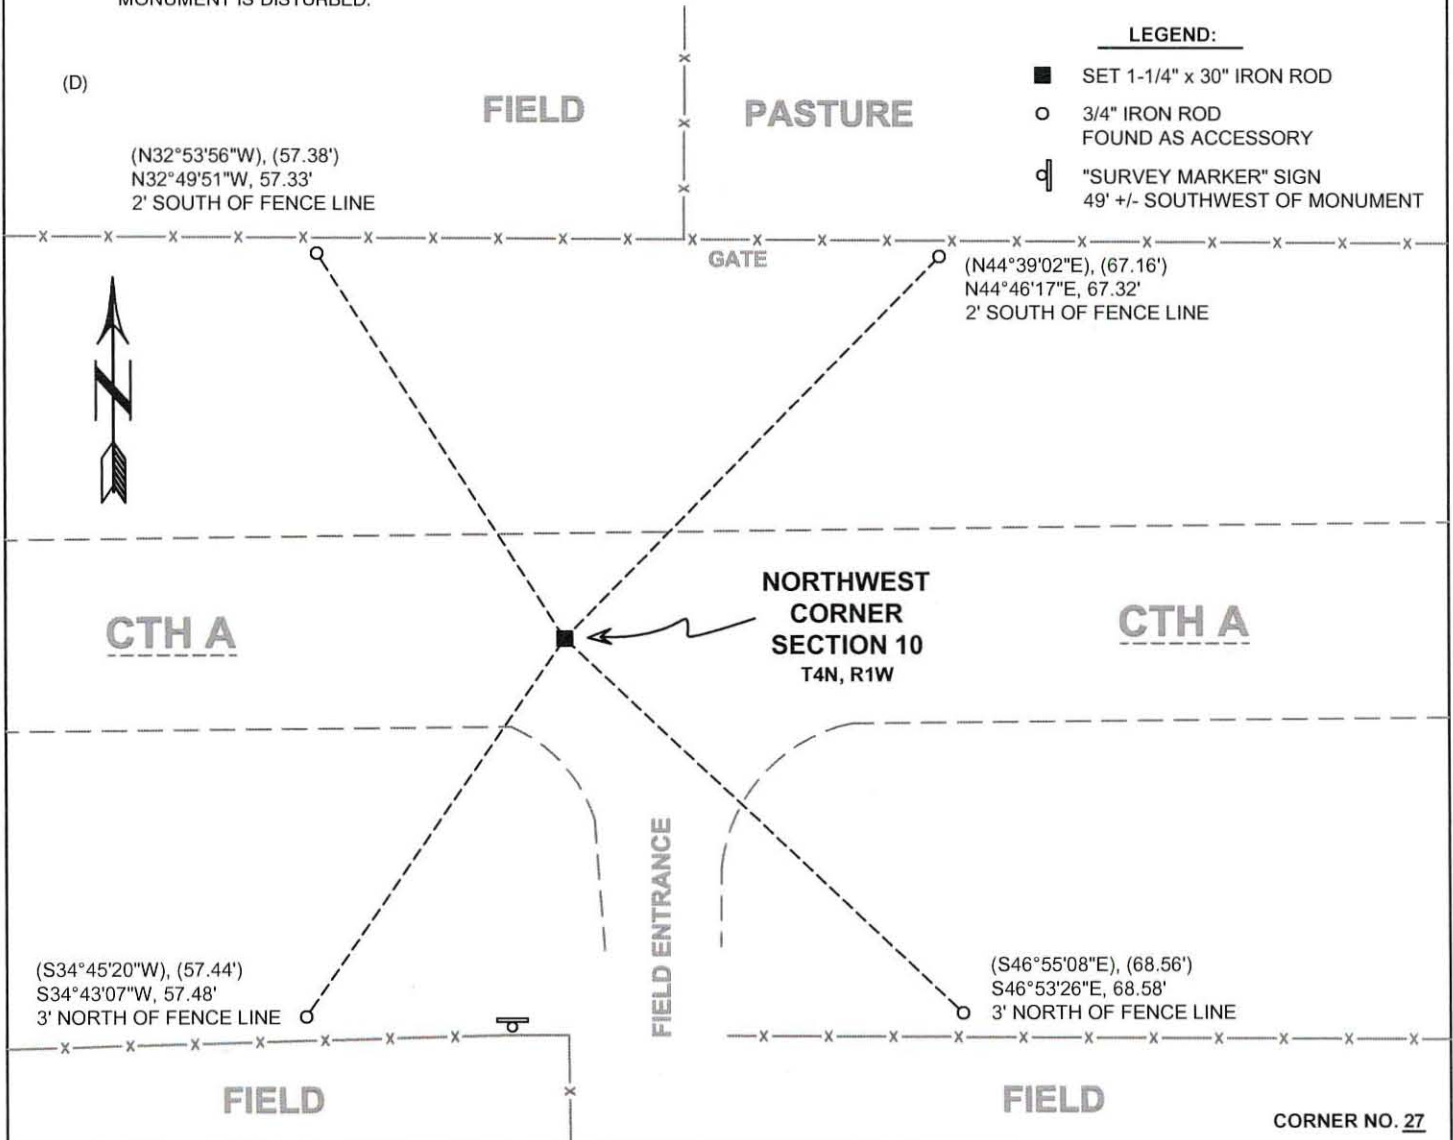 MONUMENT IS DISTURBED.
(D)
FIELD
PASTURE
LEGEND:
SET 1-1/4" x 30" IRON ROD
3/4" IRON ROD
FOUND AS ACCESSORY
"SURVEY MARKER" SIGN
49' +/- SOUTHWEST OF MONUMENT
(N32°53'56"W), (57.38')
N32°49'51"W, 57.33'
2' SOUTH OF FENCE LINE
GATE
(N44°39'02"E), (67.16')
N44°46'17"E, 67.32'
2' SOUTH OF FENCE LINE
N
CTH A
NORTHWEST
CORNER
SECTION 10
T4N, R1W
CTH A
FIELD ENTRANCE
(S34°45'20"W), (57.44')
S34°43'07"W, 57.48'
3' NORTH OF FENCE LINE
(S46°55'08"E), (68.56')
S46°53'26"E, 68.58'
3' NORTH OF FENCE LINE
FIELD
FIELD
CORNER NO. 27